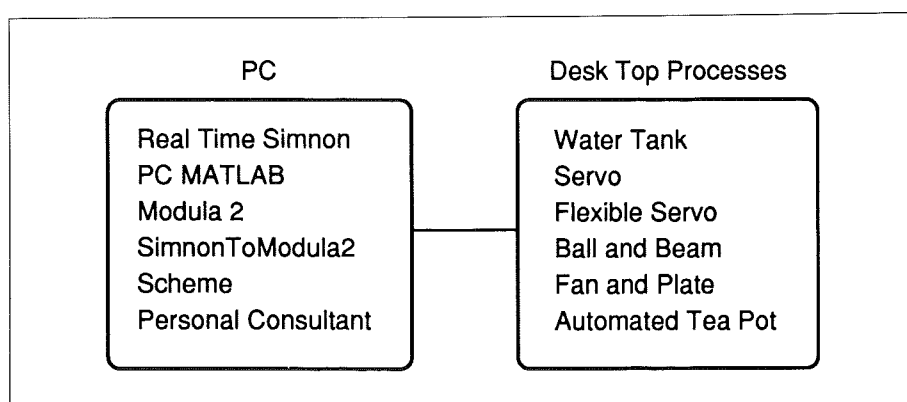 PC
Real Time Simnon
PC MATLAB
Modula 2
SimnonToModula2
Scheme
Personal Consultant
Desk Top Processes
Water Tank
Servo
Flexible Servo
Ball and Beam
Fan and Plate
Automated Tea Pot